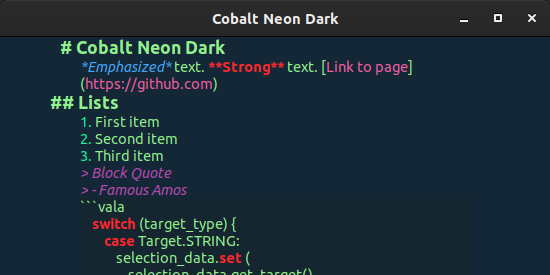 Cobalt Neon Dark
# Cobalt Neon Dark
*Emphasized* text. **Strong** text. [Link to page]
(https://github.com)
## Lists
1. First item
2. Second item
3. Third item
> Block Quote
> - Famous Amos
```vala
switch (target_type) {
case Target.STRING:
selection_data.set (
selection_data.get_target()